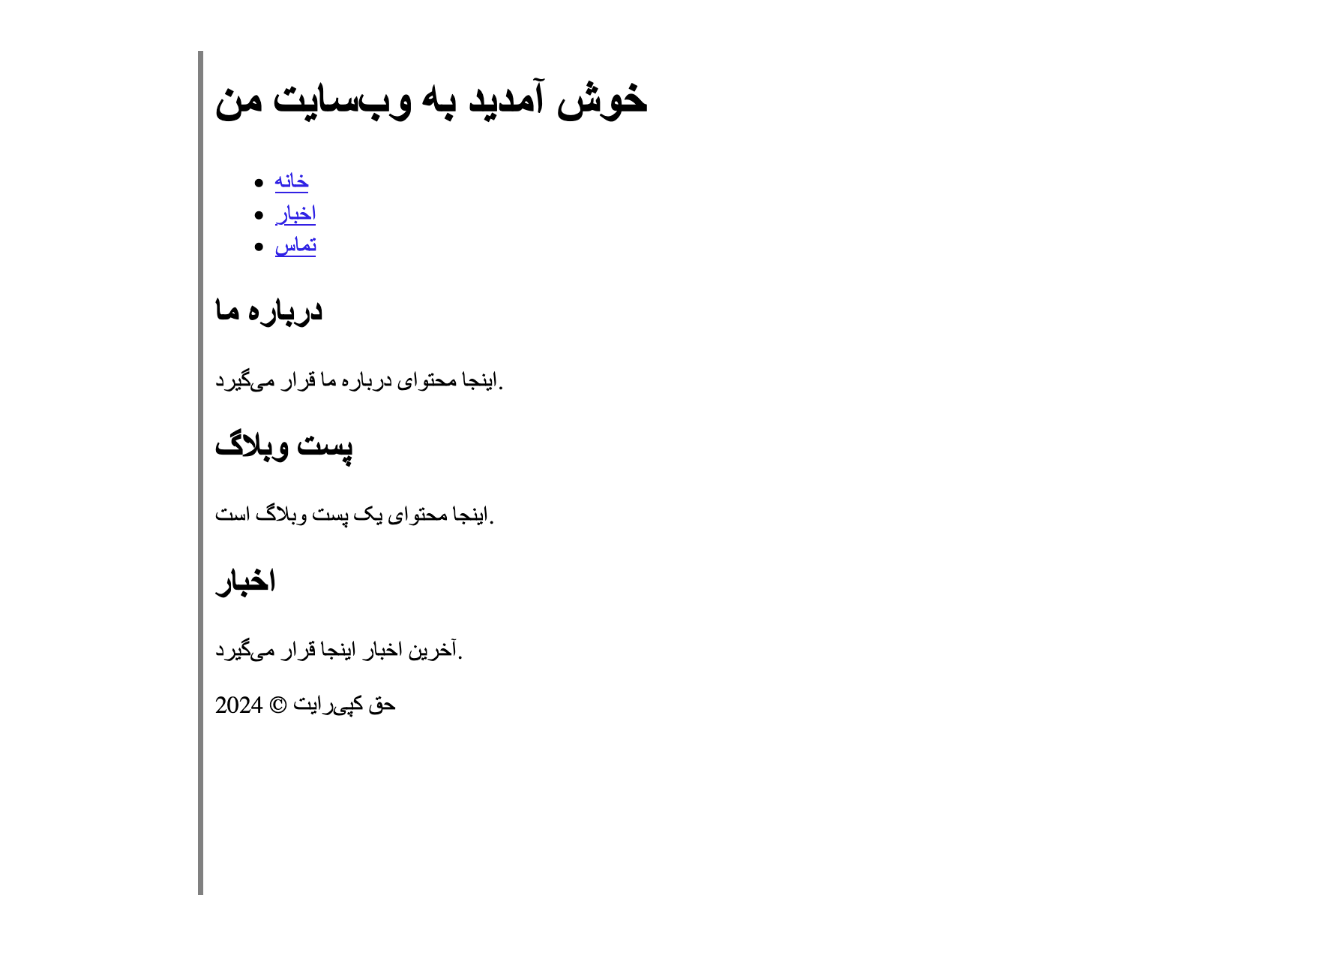 خوش آمدید به وب‌سایت من
خانه
اخبار
تماس
درباره ما
اینجا محتوای درباره ما قرار می‌گیرد.
پست وبلاگ
اینجا محتوای یک پست وبلاگ است.
اخبار
آخرین اخبار اینجا قرار می‌گیرد.
حق کپی‌رایت © 2024